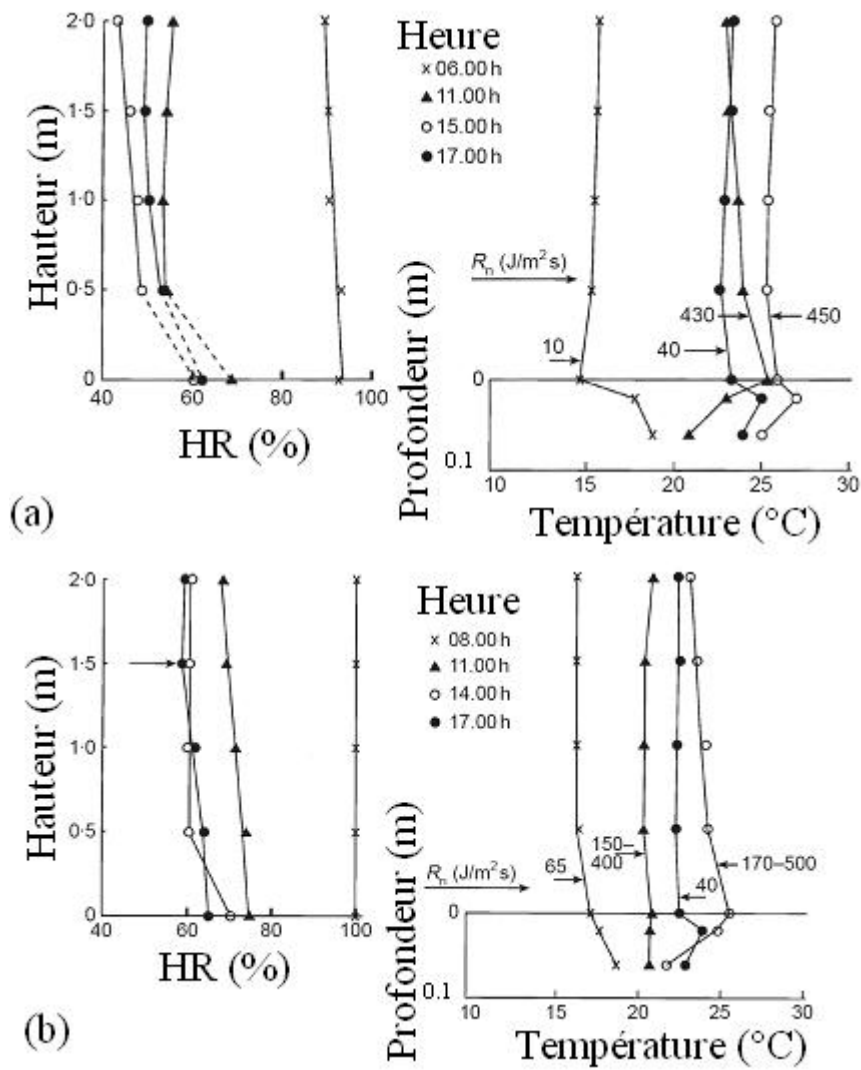 2·0
1·5
1·0
0·5
0
Hauteur (m)
40 60 80 100
HR (%)
Heure
06.00 h
11.00 h
15.00 h
17.00 h
Rn (J/m²s)
10
430
40
450
0
0.1
Profondeur (m)
10 15 20 25 30
Température (°C)
(a)
2·0
1·5
1·0
0·5
0
Hauteur (m)
40 60 80 100
HR (%)
Heure
08.00 h
11.00 h
14.00 h
17.00 h
Rn (J/m²s)
65
150–
400
40
170–500
0
0.1
Profondeur (m)
10 15 20 25 30
Température (°C)
(b)